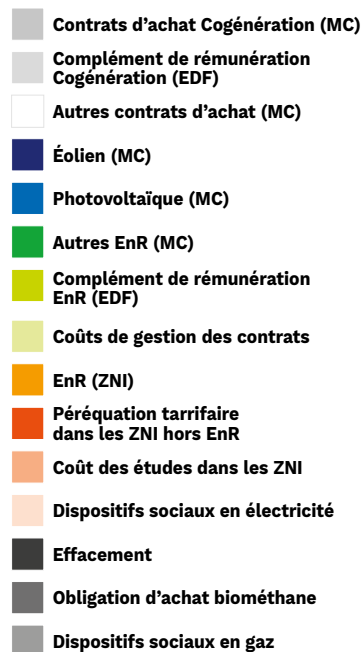 Contrats d’achat Cogénération (MC)
Complément de rémunération
Cogénération (EDF)
Autres contrats d’achat (MC)
Éolien (MC)
Photovoltaïque (MC)
Autres EnR (MC)
Complément de rémunération
EnR (EDF)
Coûts de gestion des contrats
EnR (ZNI)
Péréquation tarrifaire
dans les ZNI hors EnR
Coût des études dans les ZNI
Dispositifs sociaux en électricité
Effacement
Obligation d’achat biométhane
Dispositifs sociaux en gaz